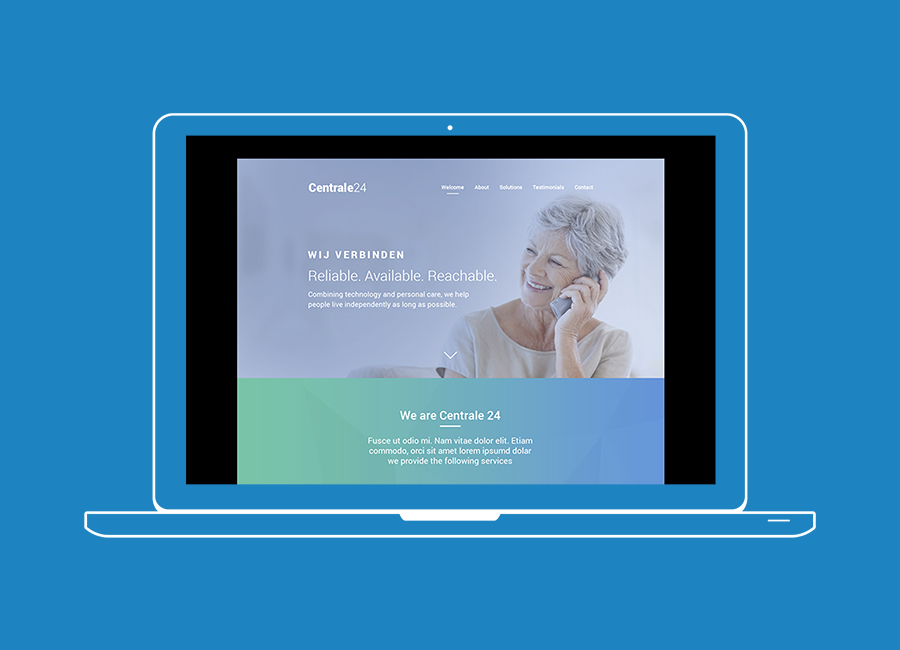 Centrale24
Welcome About Solutions Testimonials Contact
WIJ VERBINDEN
Reliable. Available. Reachable.
Combining technology and personal care, we help
people live independently as long as possible.
We are Centrale 24
Fusce ut odio mi. Nam vitae dolor elit. Etiam
commodo, orci sit amet lorem ipsumd dolar
we provide the following services